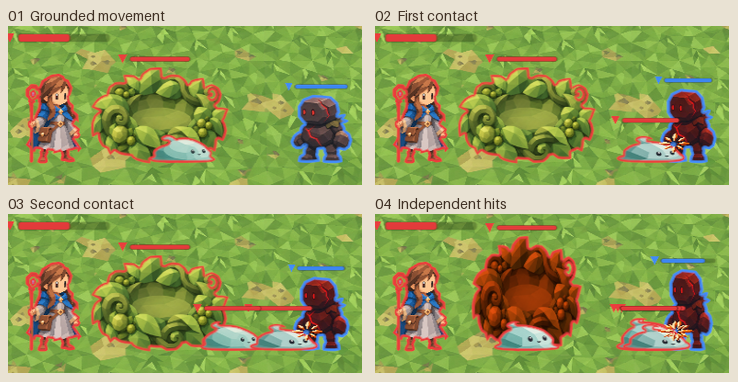 01 Grounded movement
02 First contact
03 Second contact
04 Independent hits